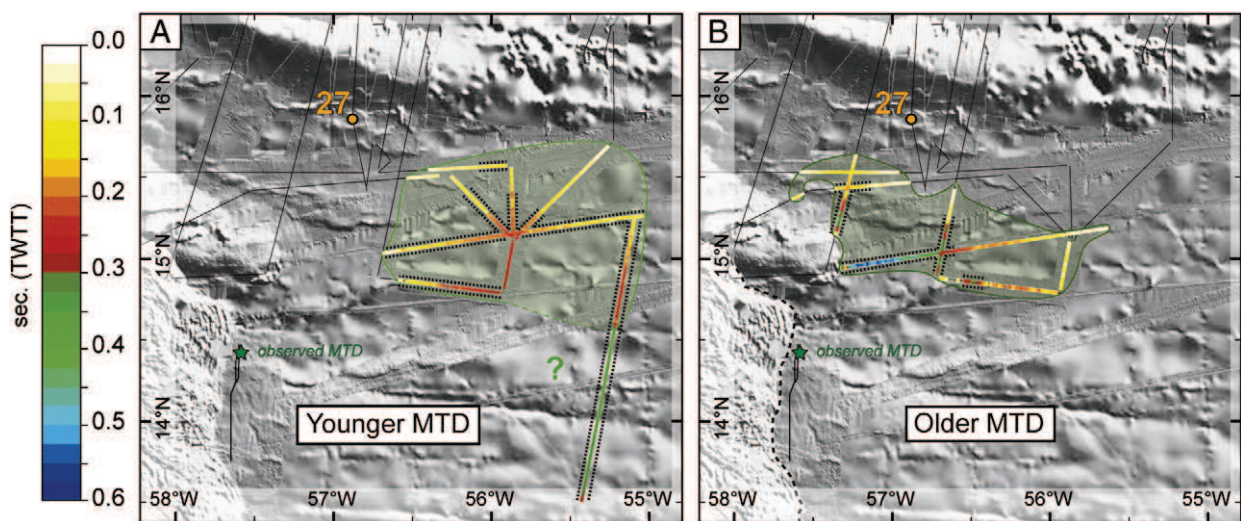 0.0
0.1
0.2
0.3
0.4
0.5
0.6
sec. (TWTT)
A
16°N
15°N
14°N
27
observed MTD
?
Younger MTD
58°W
57°W
56°W
55°W
B
16°N
15°N
14°N
27
observed MTD
Older MTD
58°W
57°W
56°W
55°W